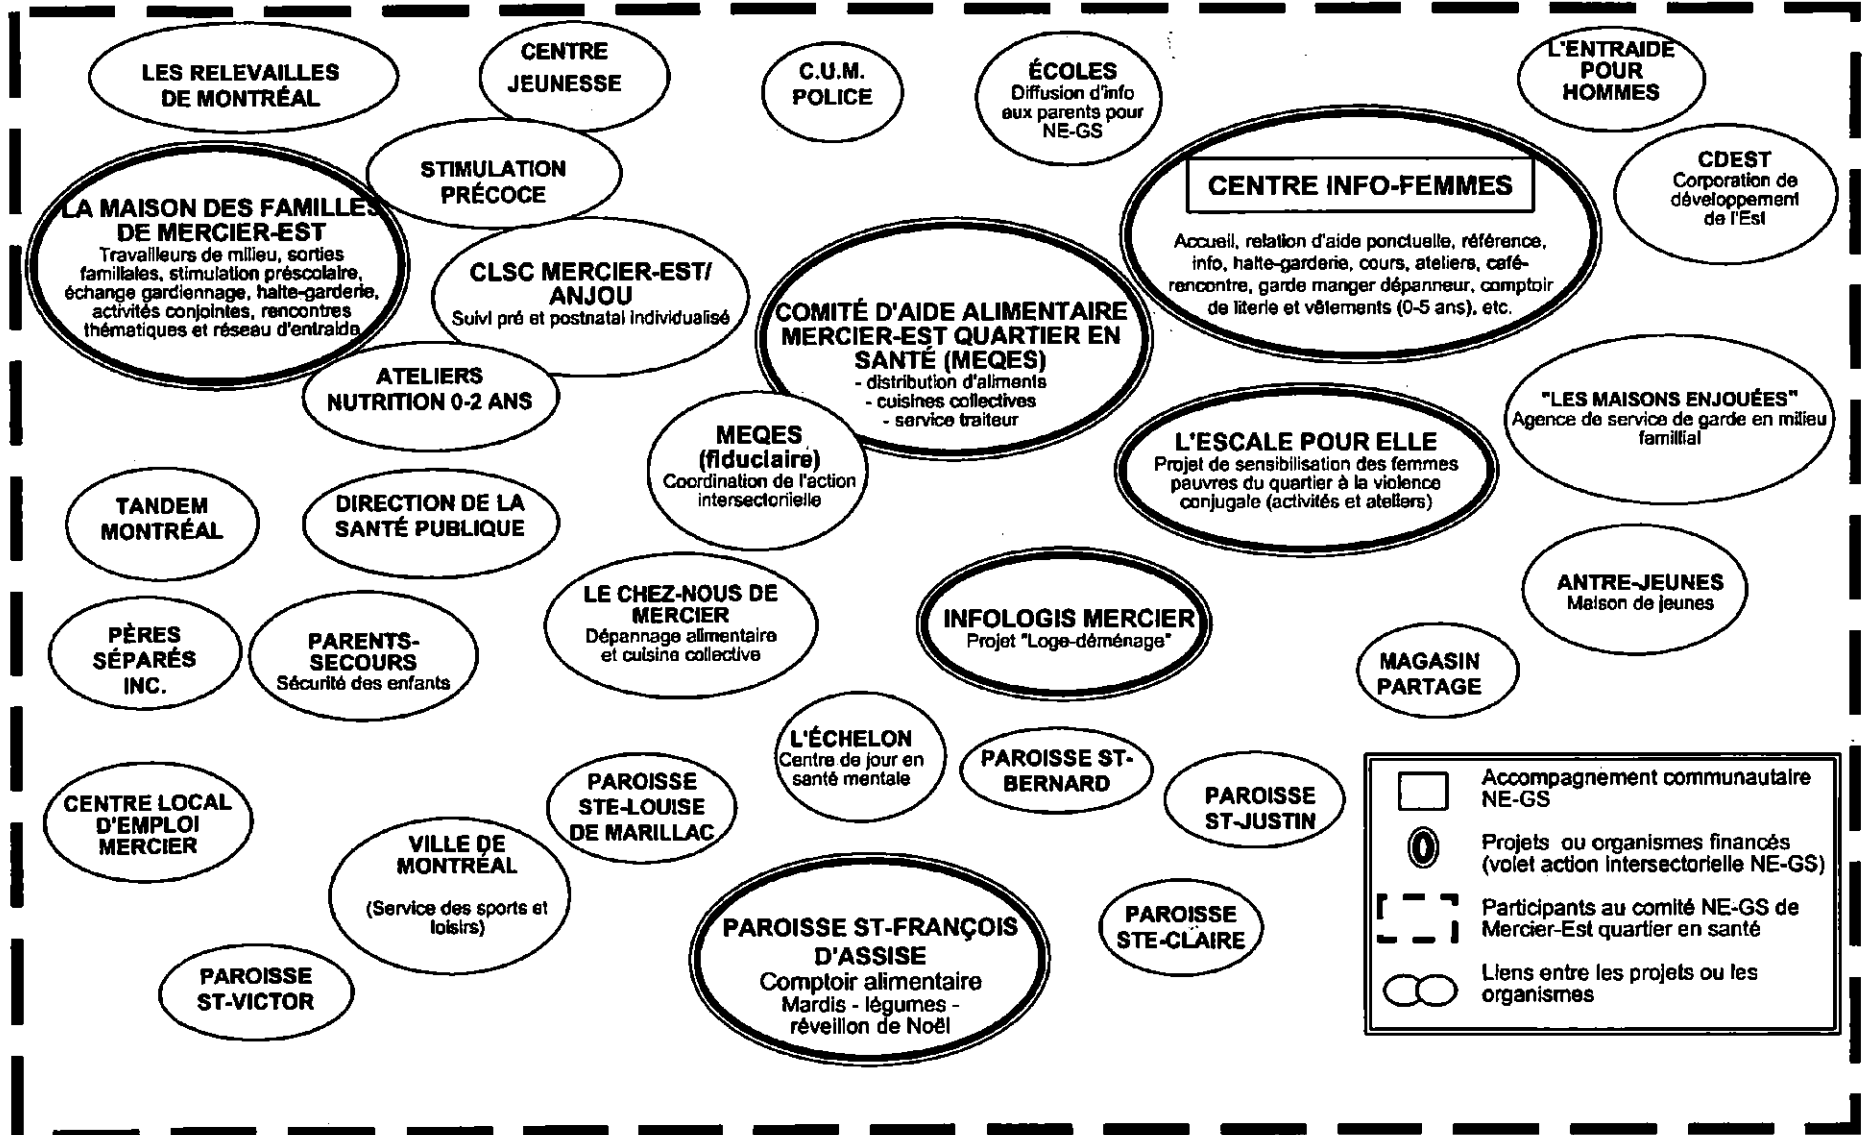 LES RELEVAILLES
DE MONTRÉAL
CENTRE
JEUNESSE
C.U.M.
POLICE
ÉCOLES
Diffusion d'info
aux parents pour
NE-GS
L'ENTRAIDE
POUR
HOMMES
STIMULATION
PRÉCOCE
CENTRE INFO-FEMMES
Accueil, relation d'aide ponctuelle, référence,
info, halte-garderie, cours, ateliers, café-
rencontre, garde manger dépanneur, comptoir
de literie et vêtements (0-5 ans), etc.
CDEST
Corporation de
développement
de l'Est
LA MAISON DES FAMILLES
DE MERCIER-EST
Travailleurs de milieu, sorties
familiales, stimulation préscolaire,
échange gardiennage, halte-garderie,
activités conjointes, rencontres
thématiques et réseau d'entraide
CLSC MERCIER-EST/
ANJOU
Suivi pré et postnatal individualisé
COMITÉ D'AIDE ALIMENTAIRE
MERCIER-EST QUARTIER EN
SANTÉ (MEQES)
- distribution d'aliments
- cuisines collectives
- service traiteur
ATELIERS
NUTRITION 0-2 ANS
"LES MAISONS ENJOUÉES"
Agence de service de garde en milieu
famillial
MEQES
(fiduciaire)
Coordination de l'action
intersectorielle
L'ESCALE POUR ELLE
Projet de sensibilisation des femmes
pauvres du quartier à la violence
conjugale (activités et ateliers)
TANDEM
MONTRÉAL
DIRECTION DE LA
SANTÉ PUBLIQUE
LE CHEZ-NOUS DE
MERCIER
Dépannage alimentaire
et cuisine collective
INFOLOGIS MERCIER
Projet "Loge-déménage"
ANTRE-JEUNES
Maison de jeunes
PÈRES
SÉPARÉS
INC.
PARENTS-
SECOURS
Sécurité des enfants
MAGASIN
PARTAGE
L'ÉCHELON
Centre de jour en
santé mentale
PAROISSE ST-
BERNARD
PAROISSE
ST-JUSTIN
CENTRE LOCAL
D'EMPLOI
MERCIER
PAROISSE
STE-LOUISE
DE MARILLAC
VILLE DE
MONTRÉAL
(Service des sports et
loisirs)
PAROISSE ST-FRANÇOIS
D'ASSISE
Comptoir alimentaire
Mardis - légumes -
réveillon de Noël
PAROISSE
STE-CLAIRE
PAROISSE
ST-VICTOR
Accompagnement communautaire
NE-GS
Projets ou organismes financés
(volet action intersectorielle NE-GS)
Participants au comité NE-GS de
Mercier-Est quartier en santé
Liens entre les projets ou les
organismes